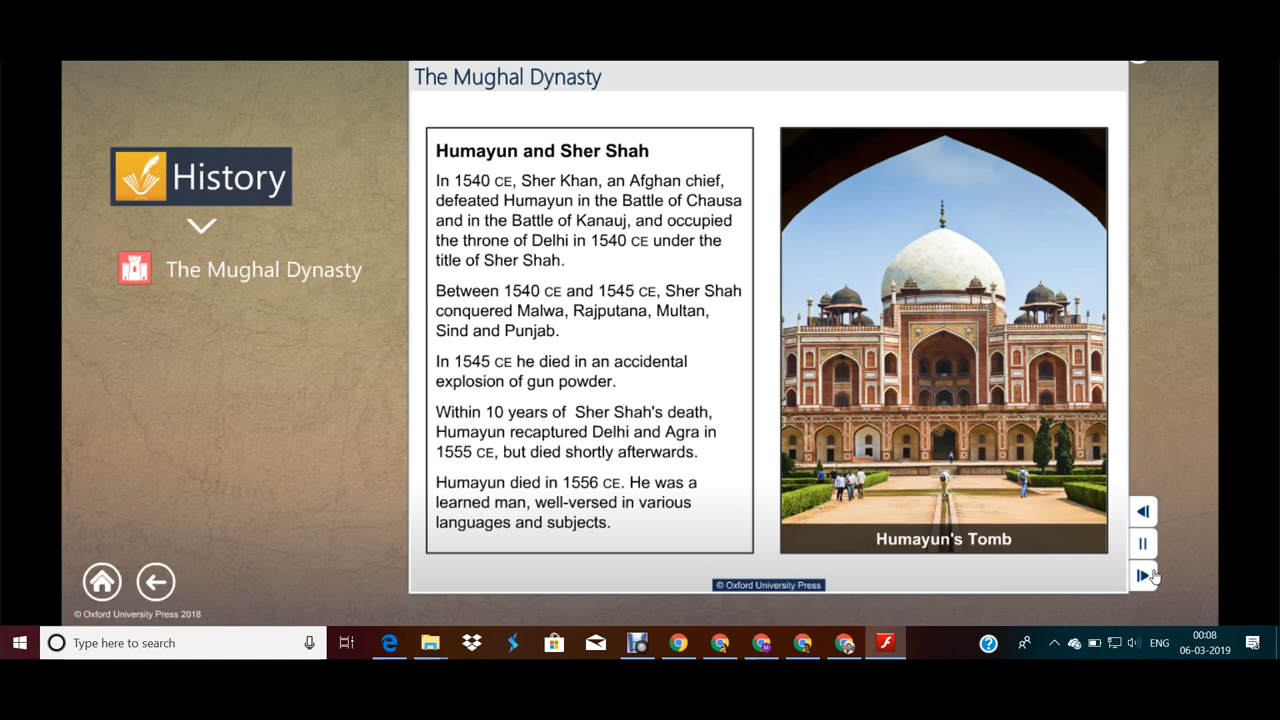 The Mughal Dynasty
History
The Mughal Dynasty
Humayun and Sher Shah
In 1540 CE, Sher Khan, an Afghan chief,
defeated Humayun in the Battle of Chausa
and in the Battle of Kanauj, and occupied
the throne of Delhi in 1540 CE under the
title of Sher Shah.
Between 1540 CE and 1545 CE, Sher Shah
conquered Malwa, Rajputana, Multan,
Sind and Punjab.
In 1545 CE he died in an accidental
explosion of gun powder.
Within 10 years of Sher Shah's death,
Humayun recaptured Delhi and Agra in
1555 CE, but died shortly afterwards.
Humayun died in 1556 CE. He was a
learned man, well-versed in various
languages and subjects.
Humayun's Tomb
© Oxford University Press
© Oxford University Press 2018
Type here to search
ENG
00:08
06-03-2019